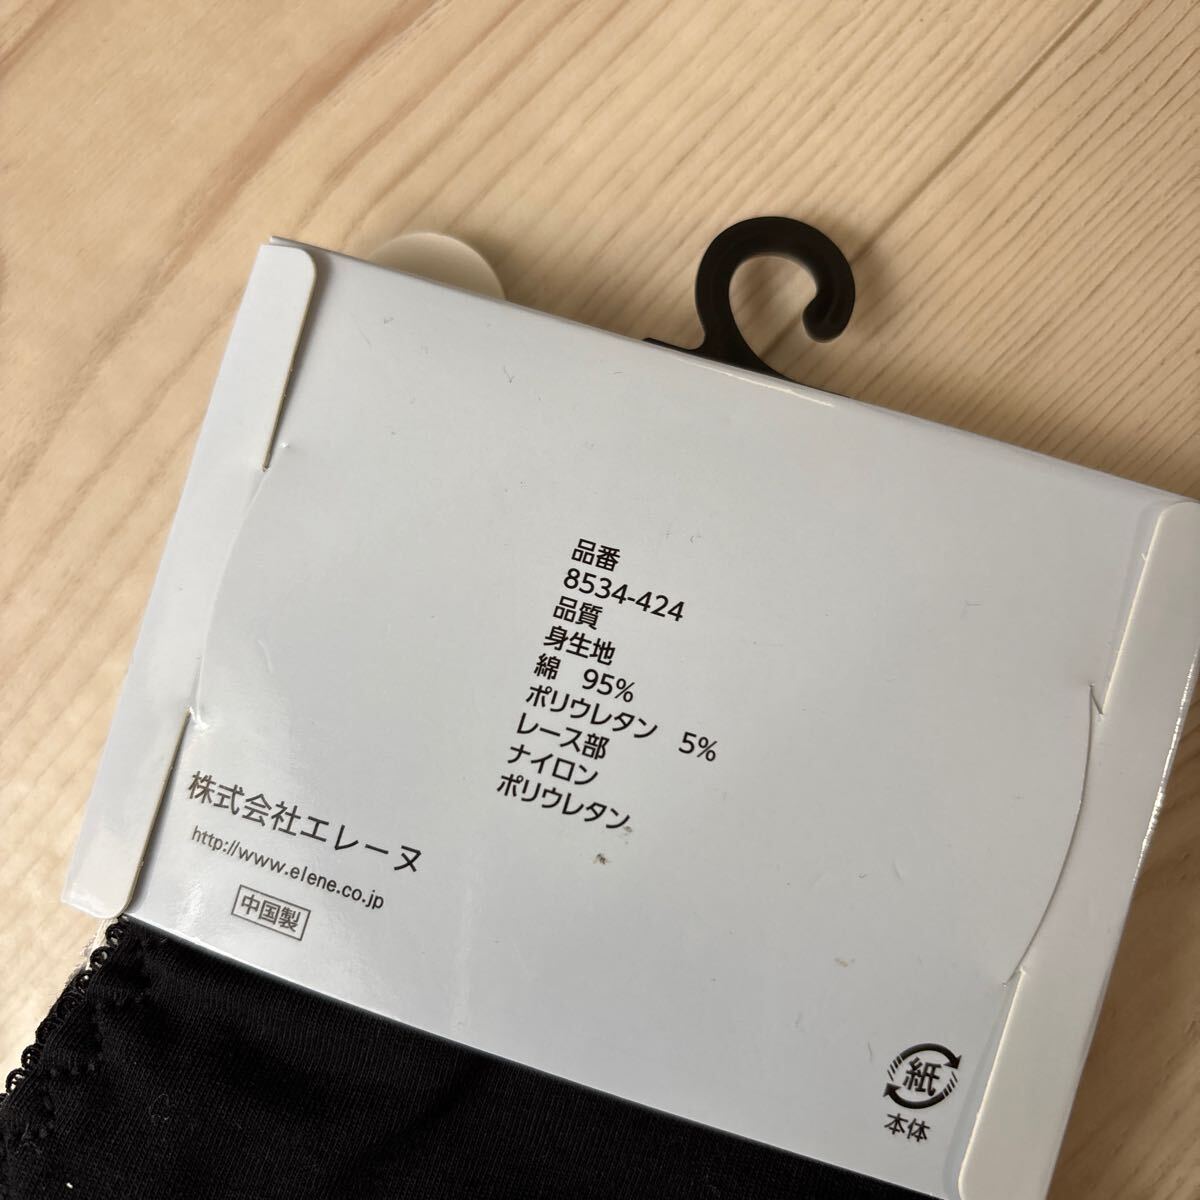 品番
8534-424
品質
身生地
綿　95%
ポリウレタン　5%
レース部
ナイロン
ポリウレタン
株式会社エレーヌ
http://www.elene.co.jp
中国製
紙
本体